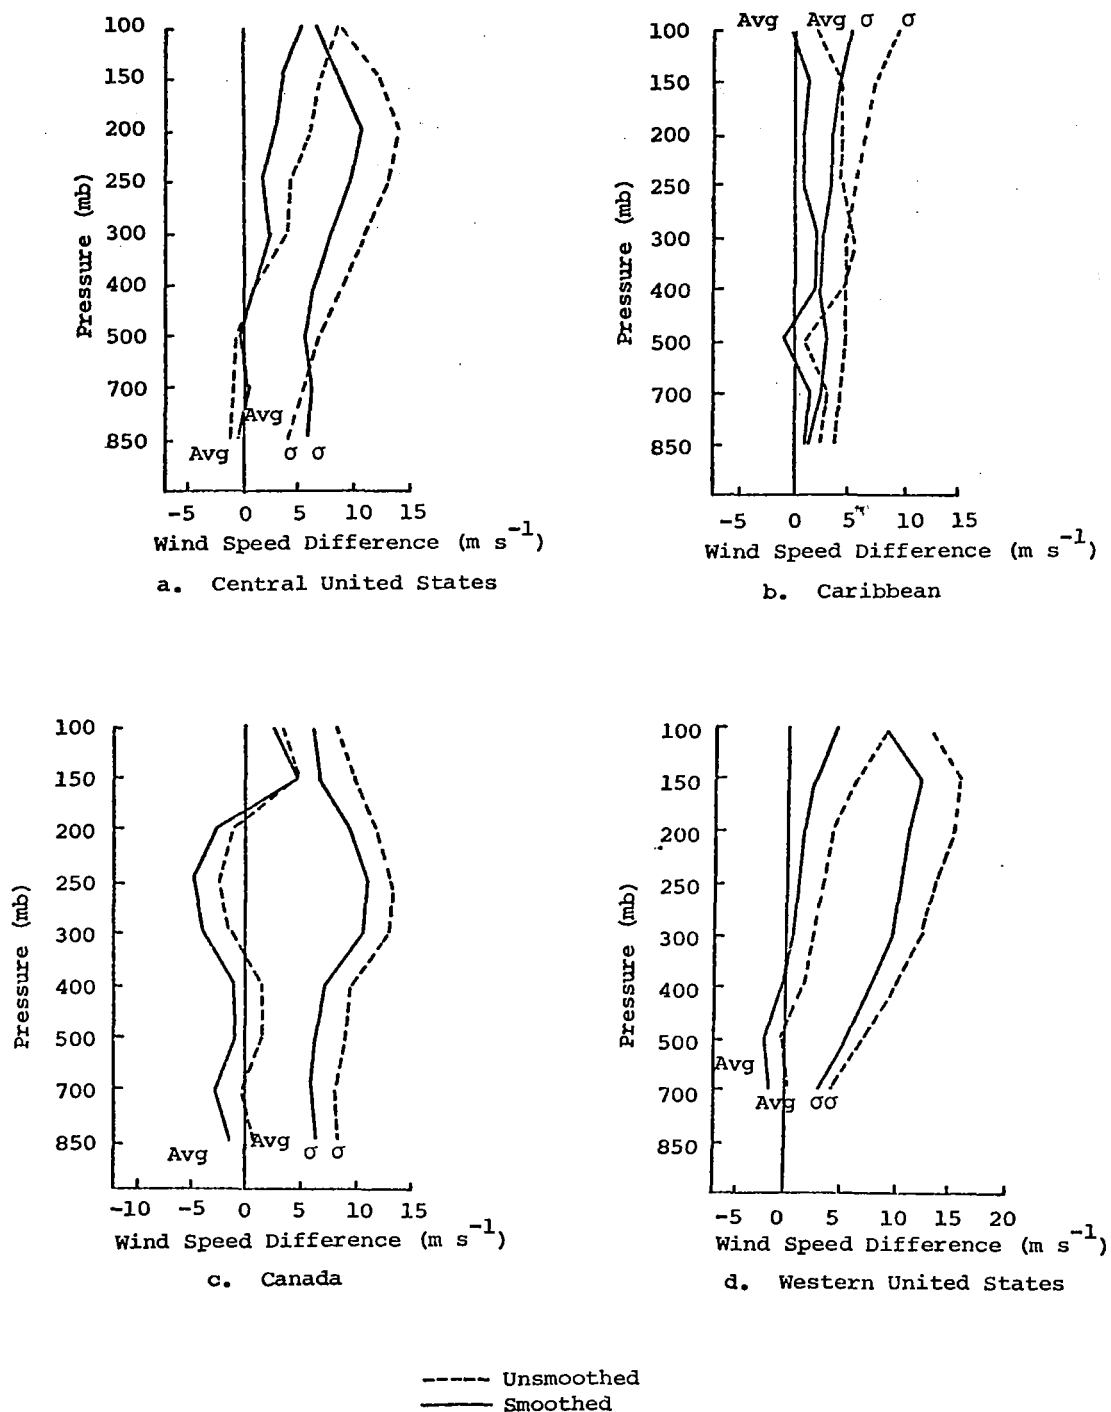 100
150
200
250
300
400
500
700
850
Pressure (mb)
Avg
Avg
σ σ
-5 0 5 10 15
Wind Speed Difference (m s-1)
a. Central United States
Avg Avg σ σ
100
150
200
250
300
400
500
700
850
Pressure (mb)
-5 0 5 10 15
Wind Speed Difference (m s-1)
b. Caribbean
100
150
200
250
300
400
500
700
850
Pressure (mb)
Avg Avg σ σ
-10 -5 0 5 10 15
Wind Speed Difference (m s-1)
c. Canada
100
150
200
250
300
400
500
700
850
Pressure (mb)
Avg
Avg σσ
-5 0 5 10 15 20
Wind Speed Difference (m s-1)
d. Western United States
Unsmoothed
Smoothed